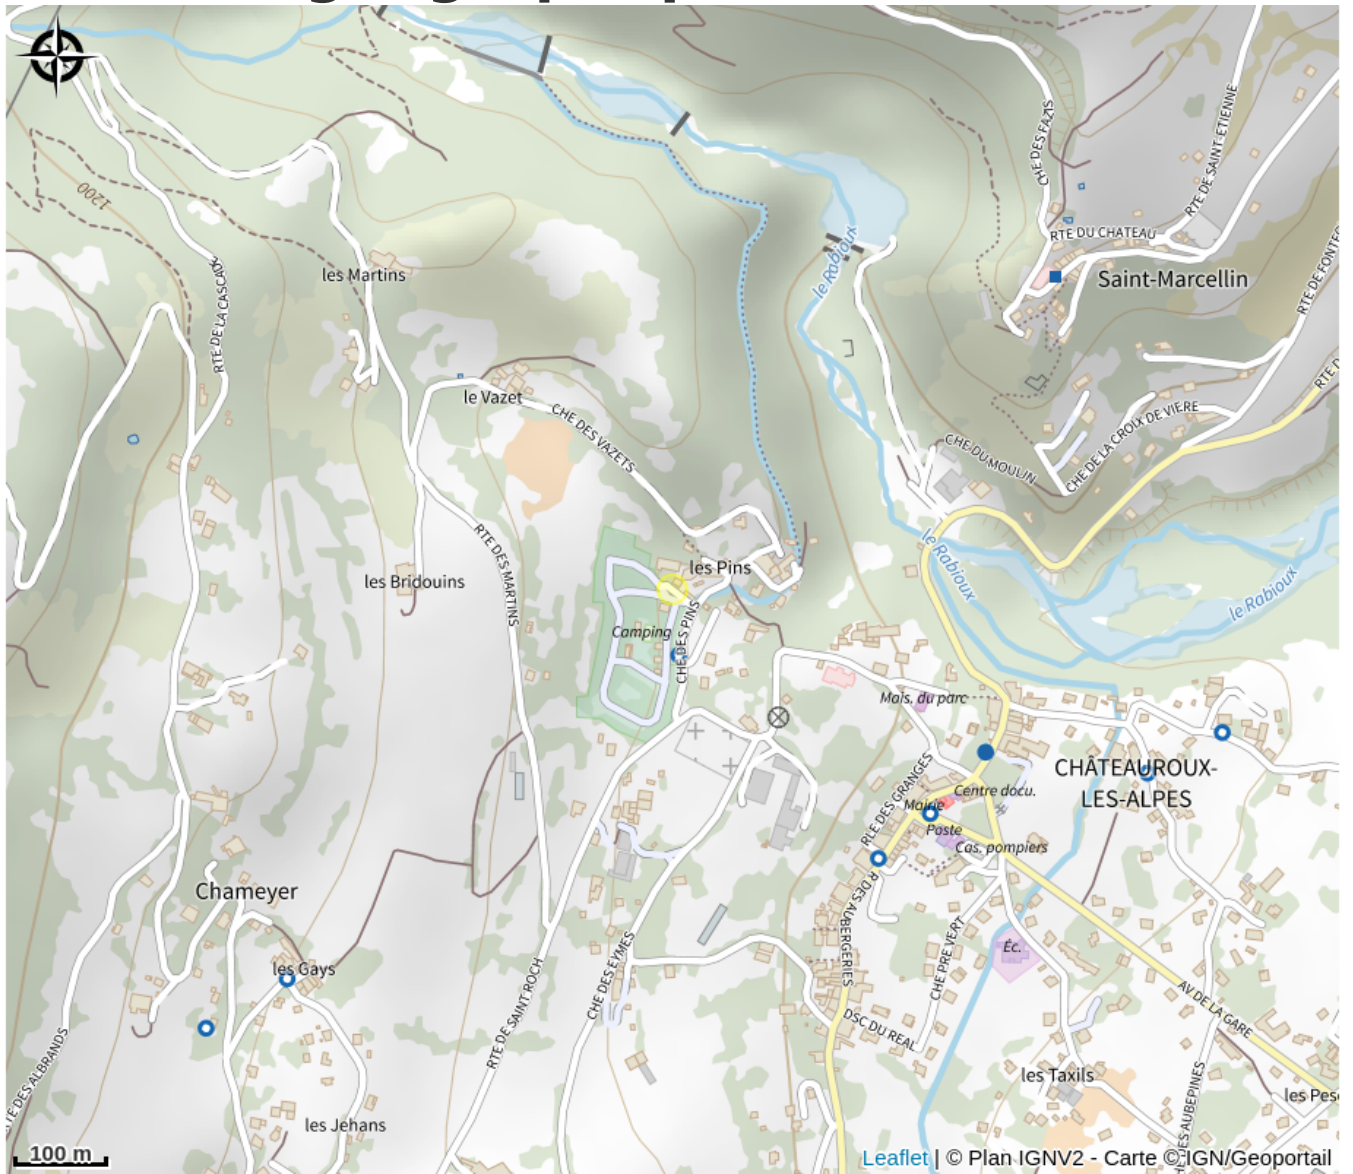 1200
CHE DES FAZIS
RTE DE SAINT-ETIENNE
RTE DU CHATEAU
le Rabioux
les Martins
Saint-Marcellin
RTE DE LA CASCADE
le Vazet
CHE DES VAZETS
CHE DE LA CROIX DE VIERE
CHE DU MOULIN
RTE DES MARTINS
le Rabioux
les Pins
les Bridouins
le Rabioux
Camping
CHE DES PINS
Mais. du parc
CHÂTEAUROUX-
LES-ALPES
RLE DES GRANGES
Centre docu.
Mairie
Poste
Cas. pompiers
Chameyer
R DES AUBERGERIES
CHE PRE VERT
Éc.
les Gays
CHE DES EYMES
RTE DE SAINT ROCH
AV DE LA GARE
DSC DU REAL
les Taxils
les Jehans
100 m
Leaflet | © Plan IGNV2 - Carte © IGN/Geoportail